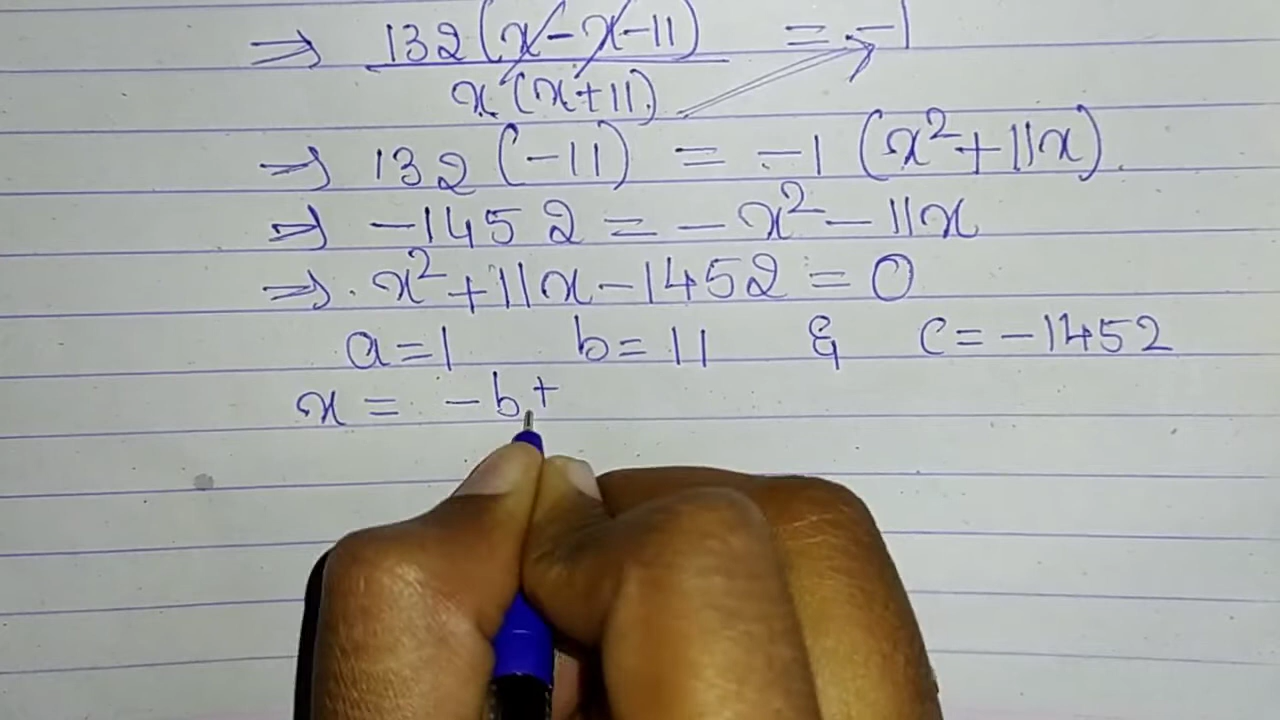 ⇒ 132(x-x-11) / x(x+11) = -1
⇒ 132(-11) = -1(x²+11x)
⇒ -1452 = -x²-11x
⇒ x²+11x-1452=0
a=1 b=11 & c=-1452
x= -b+